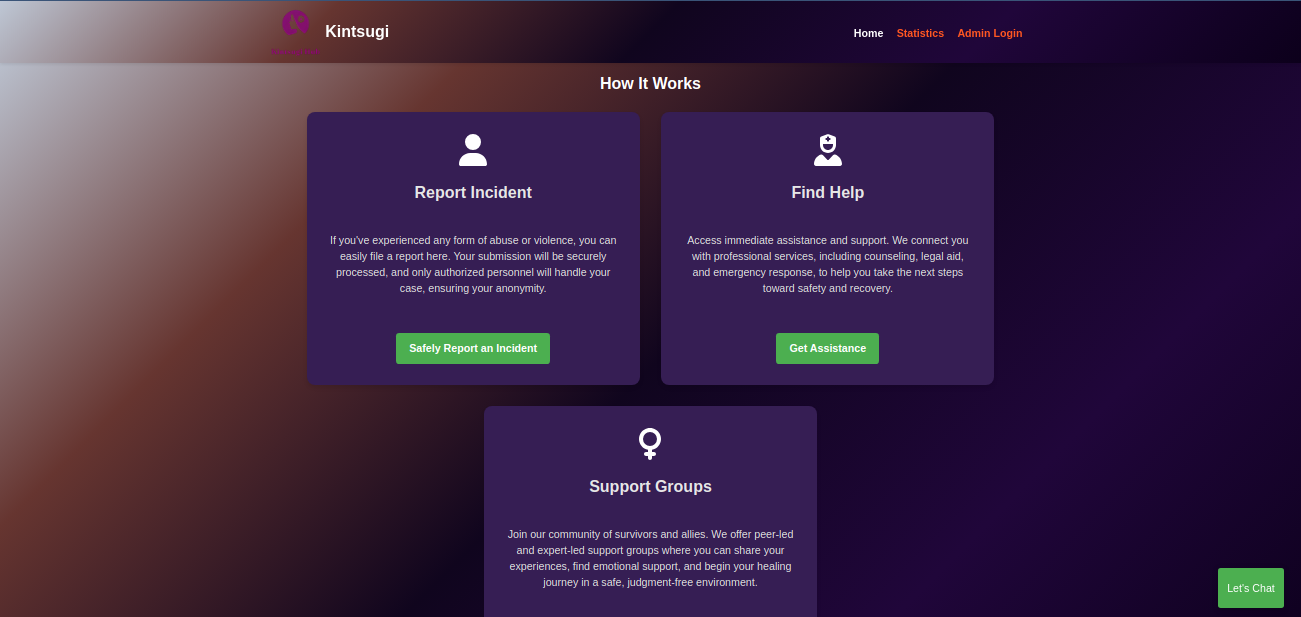 Kintsugi
Home Statistics Admin Login
How It Works
Report Incident
If you've experienced any form of abuse or violence, you can
easily file a report here. Your submission will be securely
processed, and only authorized personnel will handle your
case, ensuring your anonymity.
Safely Report an Incident
Find Help
Access immediate assistance and support. We connect you
with professional services, including counseling, legal aid,
and emergency response, to help you take the next steps
toward safety and recovery.
Get Assistance
Support Groups
Join our community of survivors and allies. We offer peer-led
and expert-led support groups where you can share your
experiences, find emotional support, and begin your healing
journey in a safe, judgment-free environment.
Let's Chat